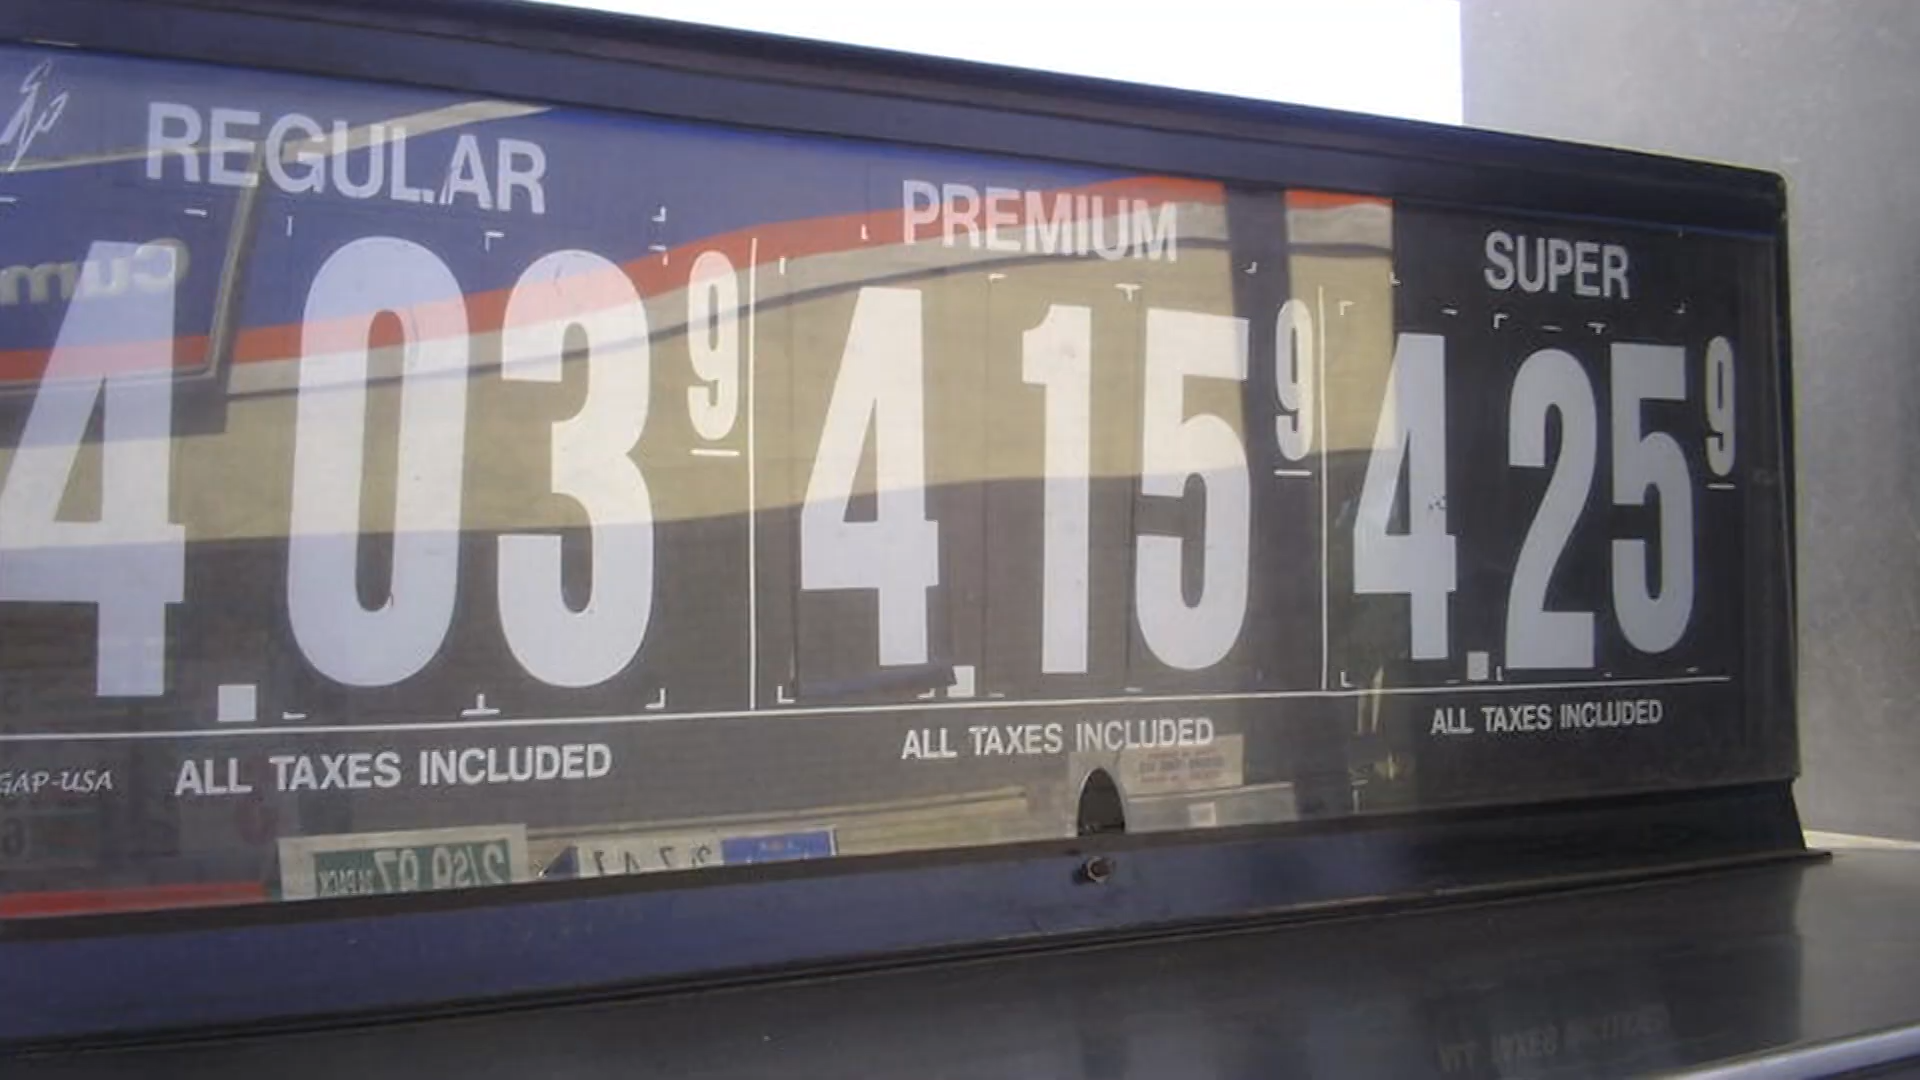 REGULAR
PREMIUM
SUPER
4.03 9
4.15 9
4.25 9
ALL TAXES INCLUDED
ALL TAXES INCLUDED
ALL TAXES INCLUDED
GAP-USA